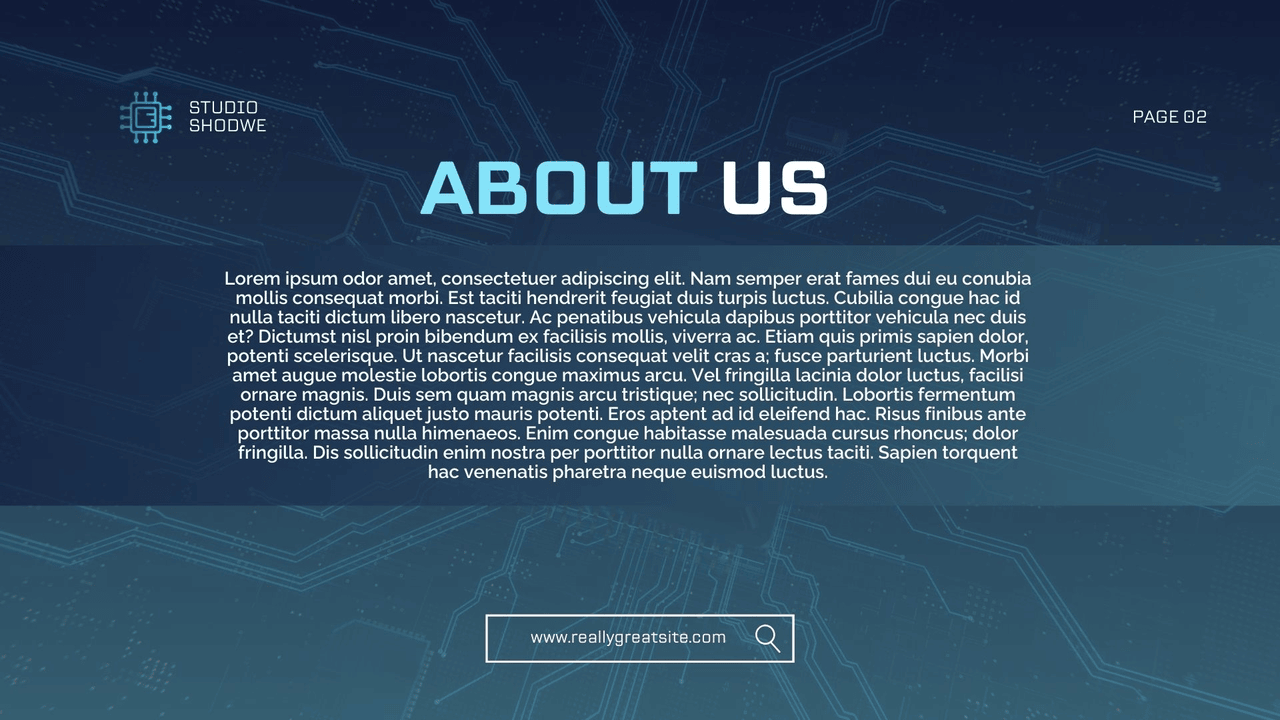 STUDIO
SHODWE
PAGE 02
ABOUT US
Lorem ipsum odor amet, consectetuer adipiscing elit. Nam semper erat fames dui eu conubia
mollis consequat morbi. Est taciti hendrerit feugiat duis turpis luctus. Cubilia congue hac id
nulla taciti dictum libero nascetur. Ac penatibus vehicula dapibus porttitor vehicula nec duis
et? Dictumst nisl proin bibendum ex facilisis mollis, viverra ac. Etiam quis primis sapien dolor,
potenti scelerisque. Ut nascetur facilisis consequat velit cras a; fusce parturient luctus. Morbi
amet augue molestie lobortis congue maximus arcu. Vel fringilla lacinia dolor luctus, facilisi
ornare magnis. Duis sem quam magnis arcu tristique; nec sollicitudin. Lobortis fermentum
potenti dictum aliquet justo mauris potenti. Eros aptent ad id eleifend hac. Risus finibus ante
porttitor massa nulla himenaeos. Enim congue habitasse malesuada cursus rhoncus; dolor
fringilla. Dis sollicitudin enim nostra per porttitor nulla ornare lectus taciti. Sapien torquent
hac venenatis pharetra neque euismod luctus.
www.reallygreatsite.com